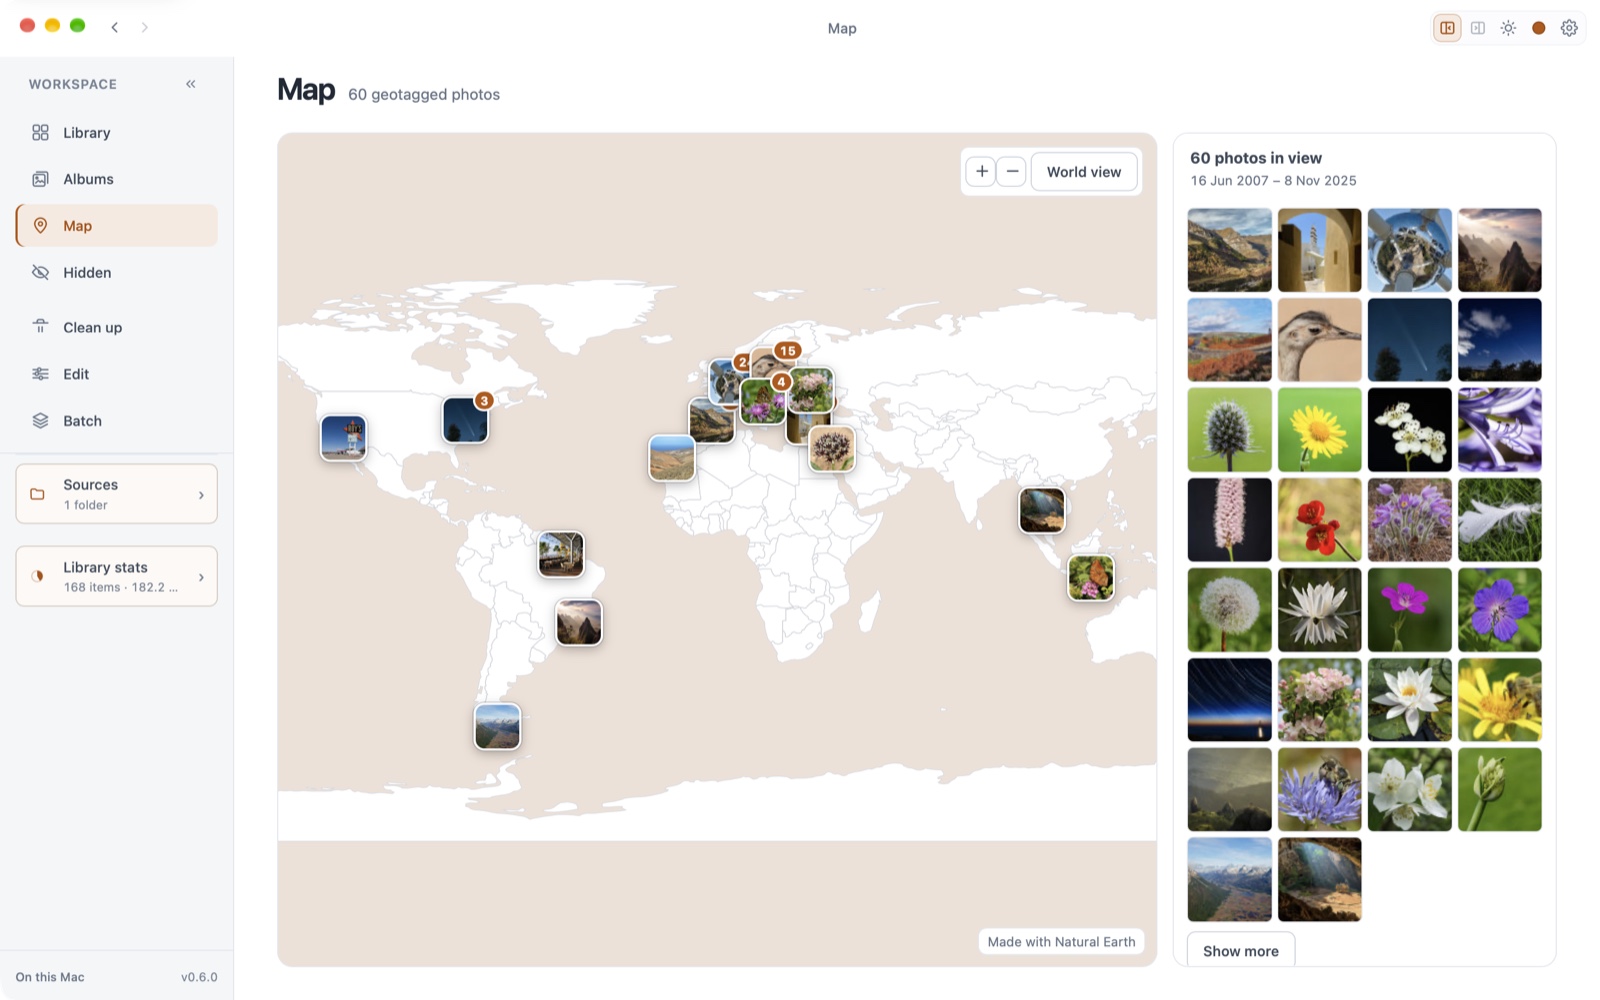 Map
WORKSPACE
Library
Albums
Map
Hidden
Clean up
Edit
Batch
Sources
1 folder
Library stats
168 items · 182.2 ...
On this Mac
v0.6.0
Map 60 geotagged photos
+ − World view
15
4
3
Made with Natural Earth
60 photos in view
16 Jun 2007 – 8 Nov 2025
Show more